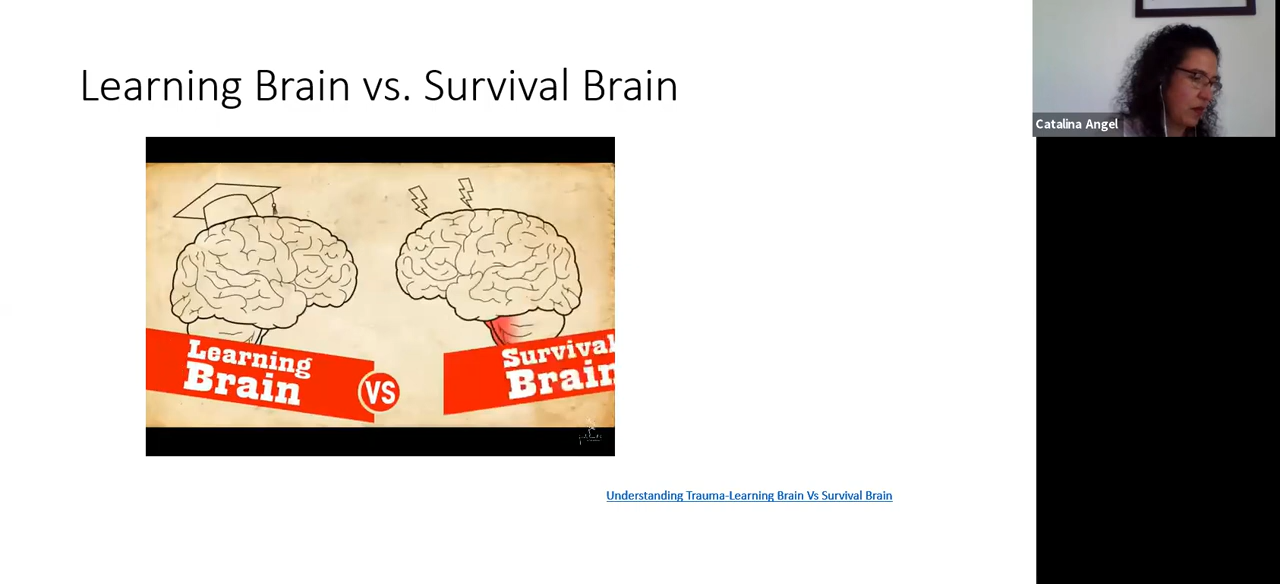 Learning Brain vs. Survival Brain
Catalina Angel
Learning
Brain
VS
Survival
Brain
Understanding Trauma-Learning Brain Vs Survival Brain